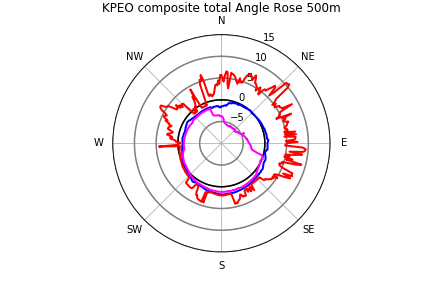 KPEO composite total Angle Rose 500m
N
15
NW
NE
10
5
0
−5
W
E
SW
SE
S